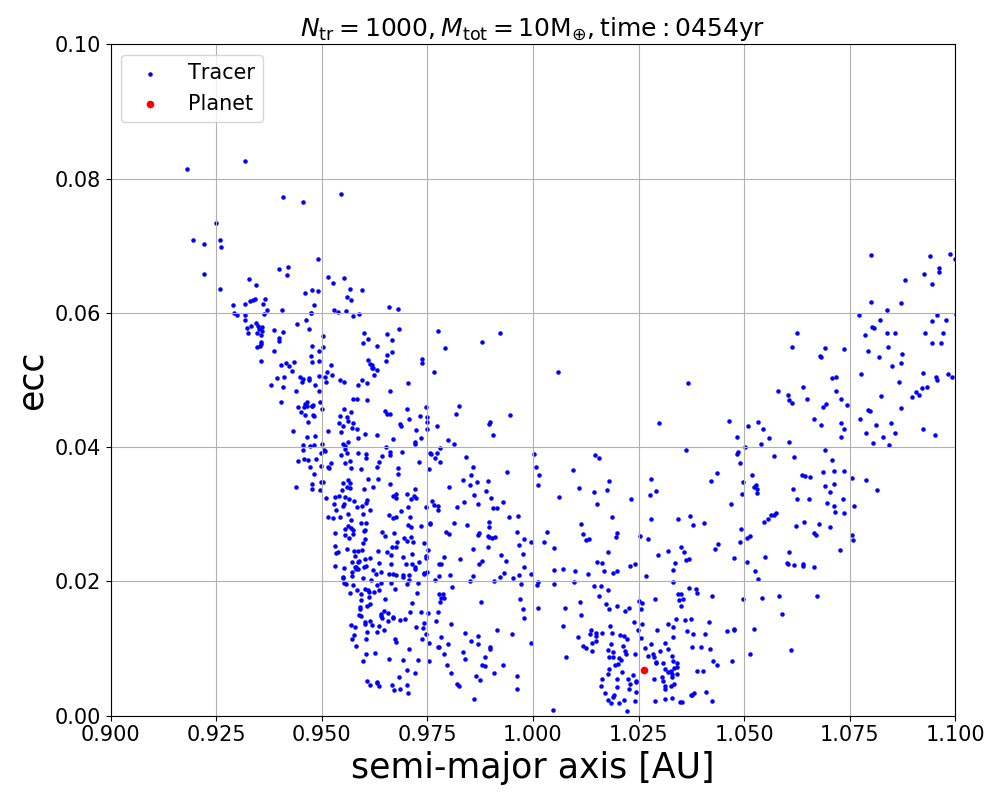 N_tr = 1000, M_tot = 10M_⊕, time : 0454yr
Tracer
Planet
0.10
0.08
0.06
0.04
0.02
0.00
ecc
0.900 0.925 0.950 0.975 1.000 1.025 1.050 1.075 1.100
semi-major axis [AU]